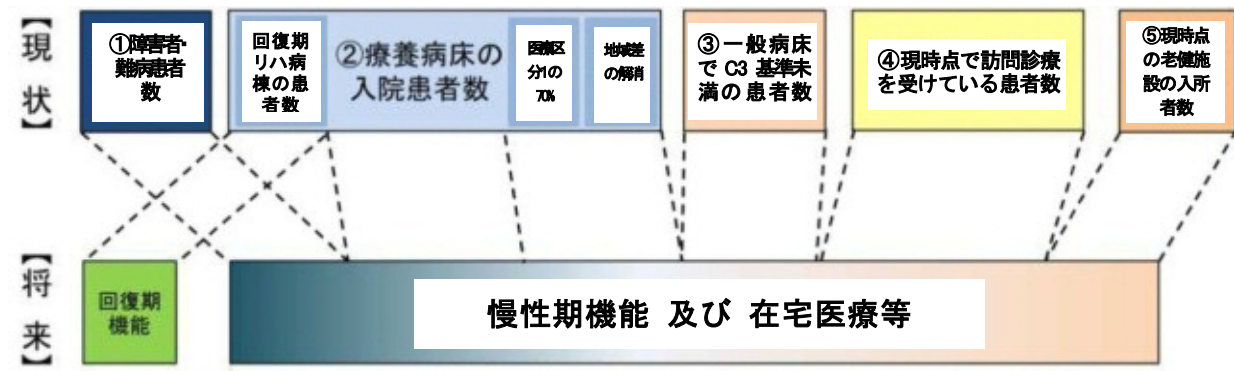 【現状】
①障害者・
難病患者
数
回復期
リハ病
棟の患
者数
②療養病床の
入院患者数
医療区
分1の
70%
地域差
の解消
③一般病床
で C3 基準未
満の患者数
④現時点で訪問診療
を受けている患者数
⑤現時点
の老健施
設の入所
者数
【将来】
回復期
機能
慢性期機能 及び 在宅医療等